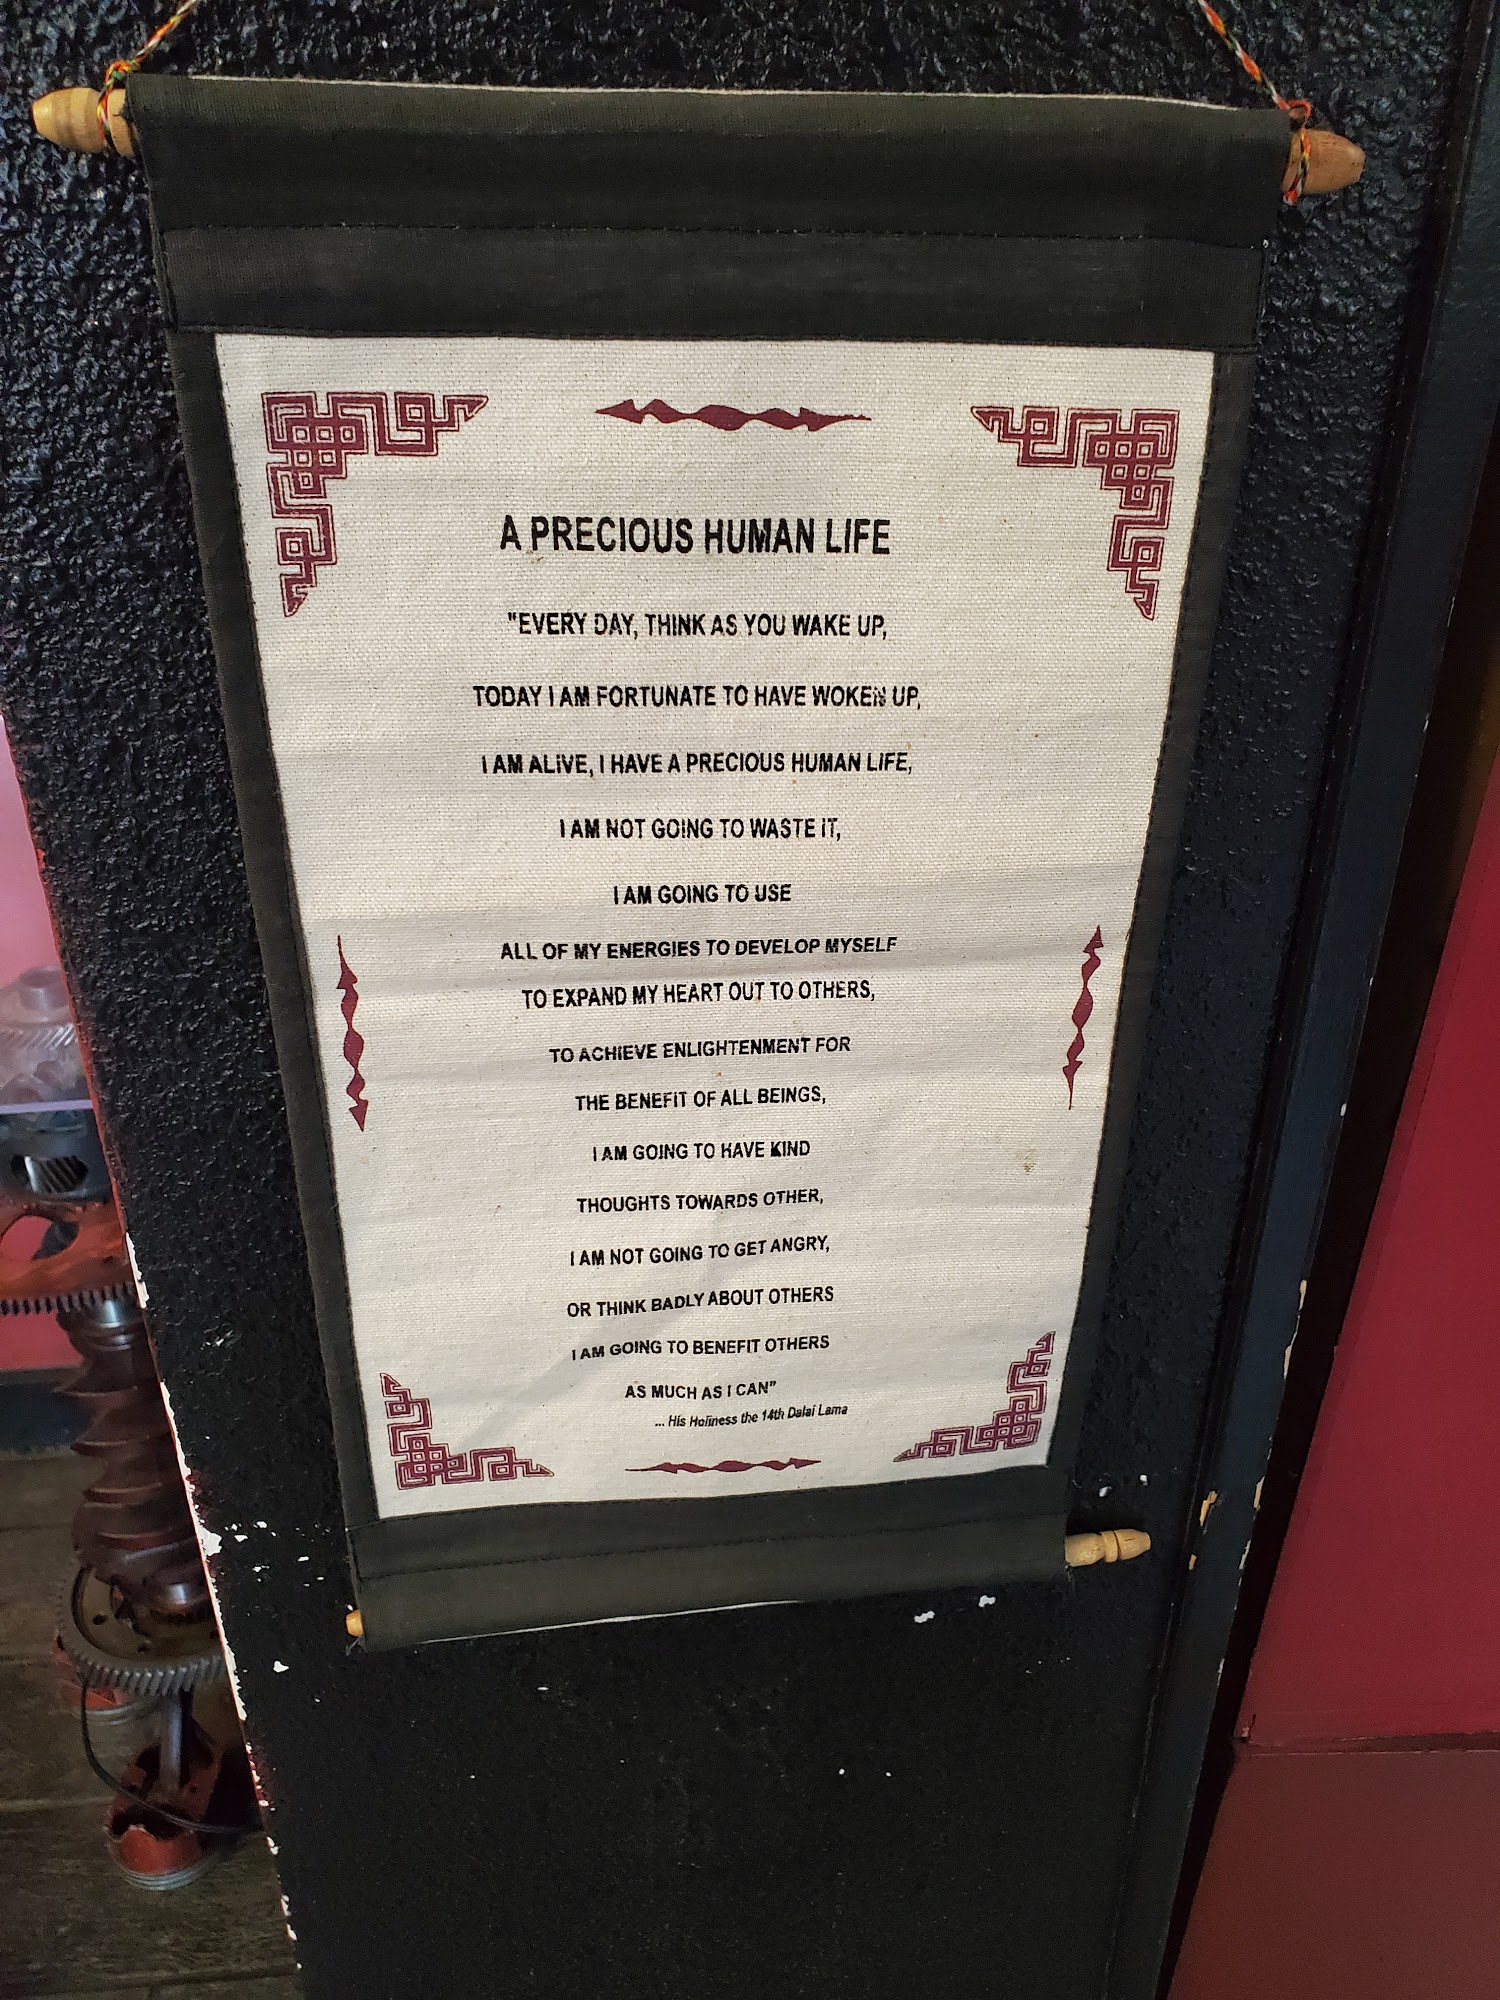 A PRECIOUS HUMAN LIFE
"EVERY DAY, THINK AS YOU WAKE UP,
TODAY I AM FORTUNATE TO HAVE WOKEN UP,
I AM ALIVE, I HAVE A PRECIOUS HUMAN LIFE,
I AM NOT GOING TO WASTE IT,
I AM GOING TO USE
ALL OF MY ENERGIES TO DEVELOP MYSELF
TO EXPAND MY HEART OUT TO OTHERS,
TO ACHIEVE ENLIGHTENMENT FOR
THE BENEFIT OF ALL BEINGS,
I AM GOING TO HAVE KIND
THOUGHTS TOWARDS OTHER,
I AM NOT GOING TO GET ANGRY,
OR THINK BADLY ABOUT OTHERS
I AM GOING TO BENEFIT OTHERS
AS MUCH AS I CAN"
... His Holiness the 14th Dalai Lama